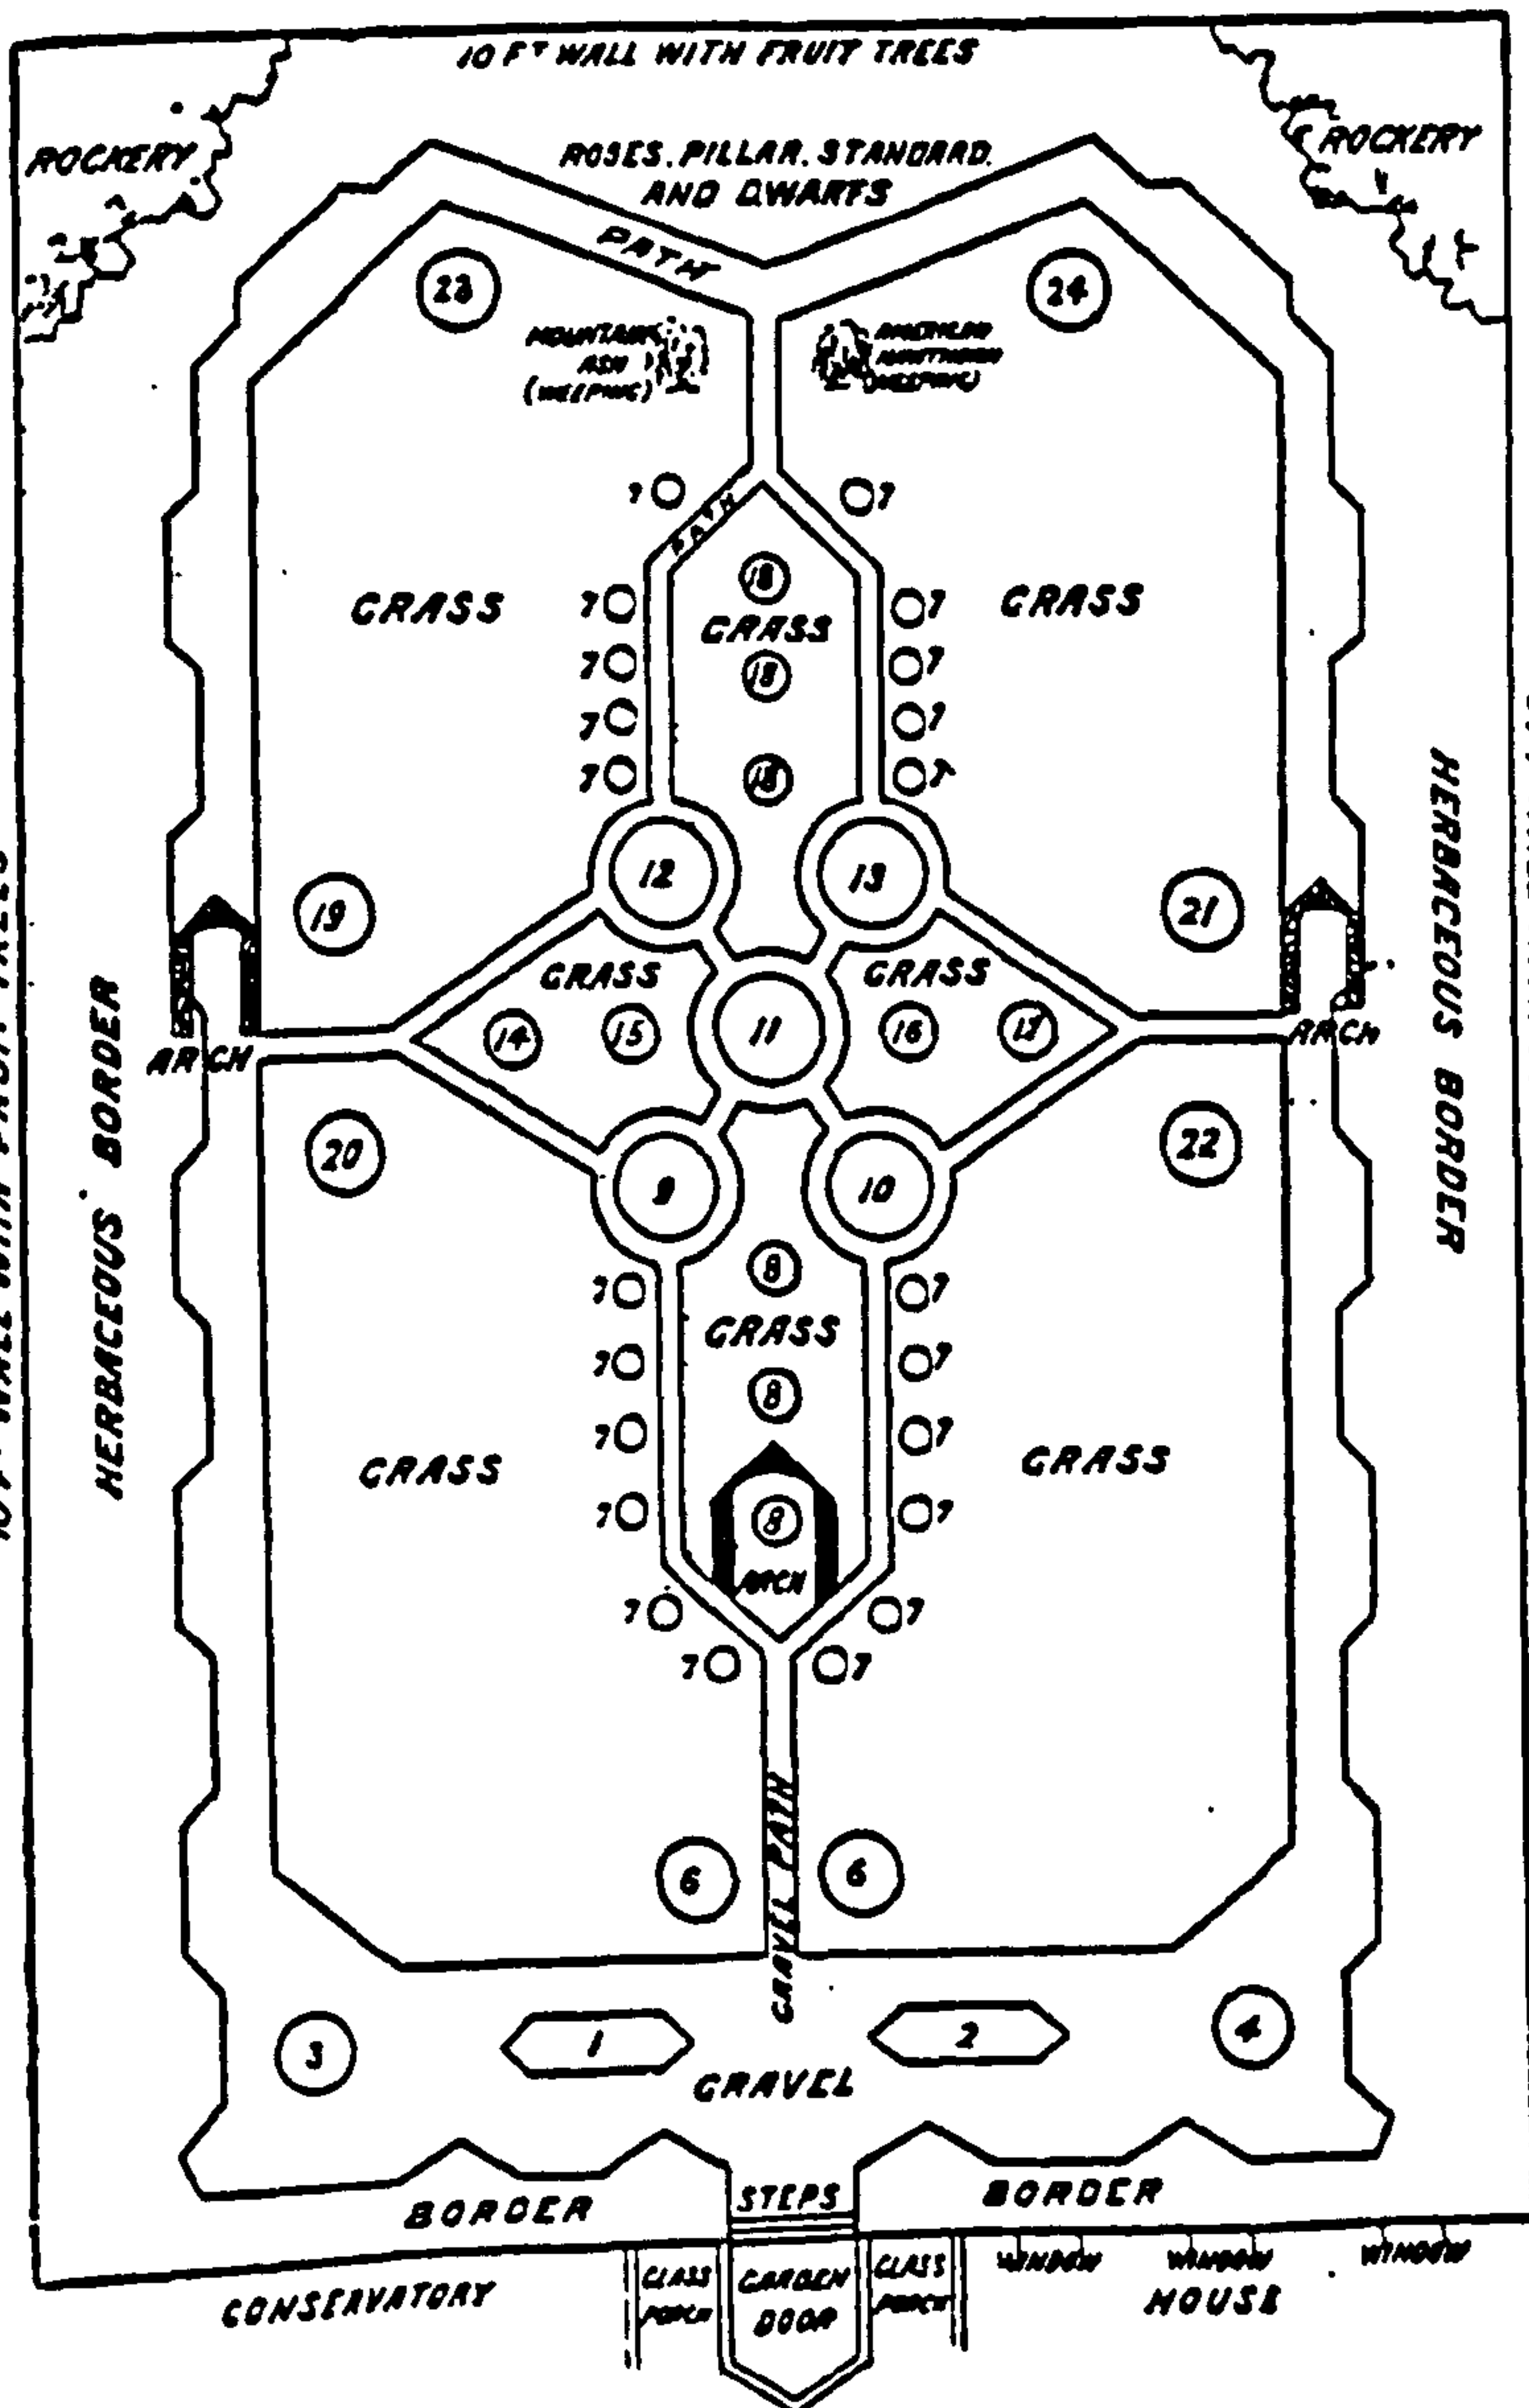 10 FT WALL WITH FRUIT TREES
ROCKERY
ROCKERY
ROSES. PILLAR. STANDARD.
AND DWARFS
PATH
23
24
MOUNTAIN
ASH
(WEEPING)
AMERICAN
HAWTHORN
(WEEPING)
7
7
PATH
18
GRASS
GRASS
7
GRASS
7
7
18
7
7
7
7
18
7
HERBACEOUS BORDER
12
13
19
21
GRASS
GRASS
14
15
11
16
17
ARCH
ARCH
HERBACEOUS BORDER
20
22
9
10
8
7
7
GRASS
7
7
8
7
7
GRASS
GRASS
7
8
7
ARCH
7
7
7
7
GRAVEL PATH
6
6
3
1
2
4
GRAVEL
BORDER
STEPS
BORDER
CONSERVATORY
GLASS
PORCH
GARDEN
DOOR
GLASS
PORCH
WINDOW
WINDOW
WINDOW
HOUSE